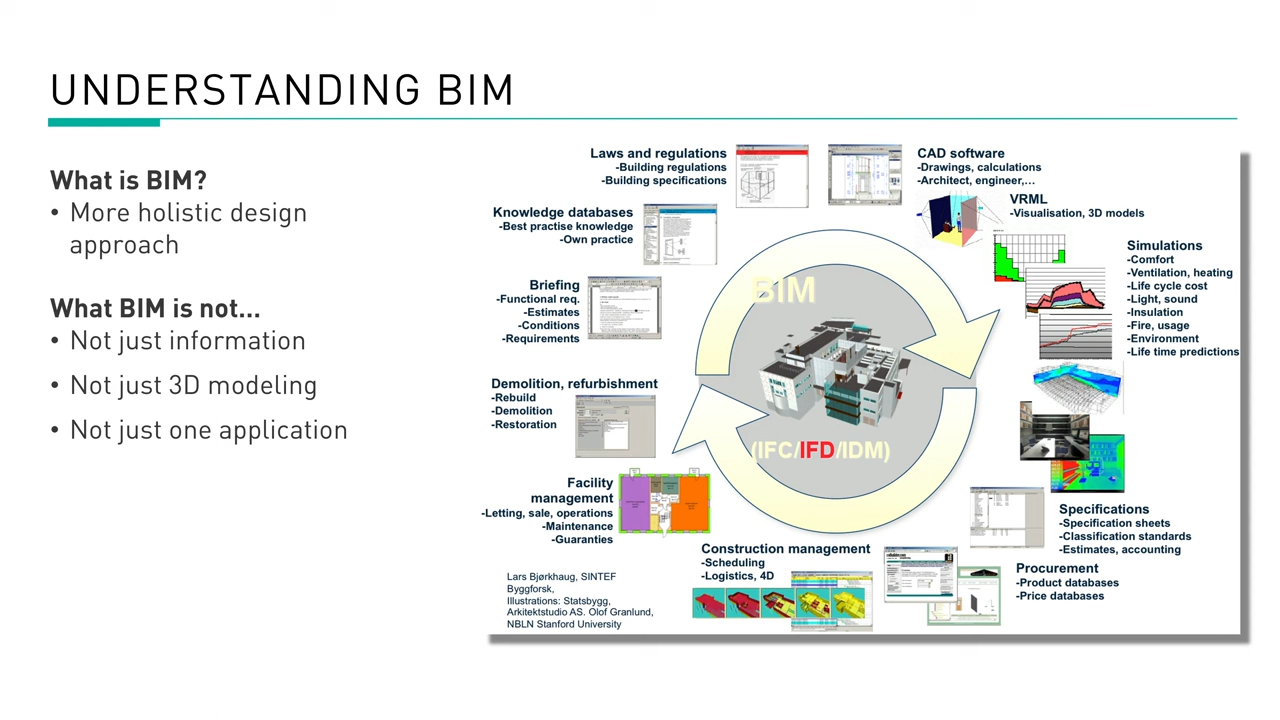 UNDERSTANDING BIM
What is BIM?
• More holistic design
approach
What BIM is not...
• Not just information
• Not just 3D modeling
• Not just one application
Laws and regulations
-Building regulations
-Building specifications
CAD software
-Drawings, calculations
-Architect, engineer,...
VRML
-Visualisation, 3D models
Knowledge databases
-Best practise knowledge
-Own practice
Simulations
-Comfort
-Ventilation, heating
-Life cycle cost
-Light, sound
-Insulation
-Fire, usage
-Environment
-Life time predictions
Briefing
-Functional req.
-Estimates
-Conditions
-Requirements
BIM
(IFC/IFD/IDM)
Demolition, refurbishment
-Rebuild
-Demolition
-Restoration
Facility
management
-Letting, sale, operations
-Maintenance
-Guaranties
Specifications
-Specification sheets
-Classification standards
-Estimates, accounting
Construction management
-Scheduling
-Logistics, 4D
Procurement
-Product databases
-Price databases
Lars Bjørkhaug, SINTEF
Byggforsk,
Illustrations: Statsbygg,
Arkitektstudio AS. Olof Granlund,
NBLN Stanford University